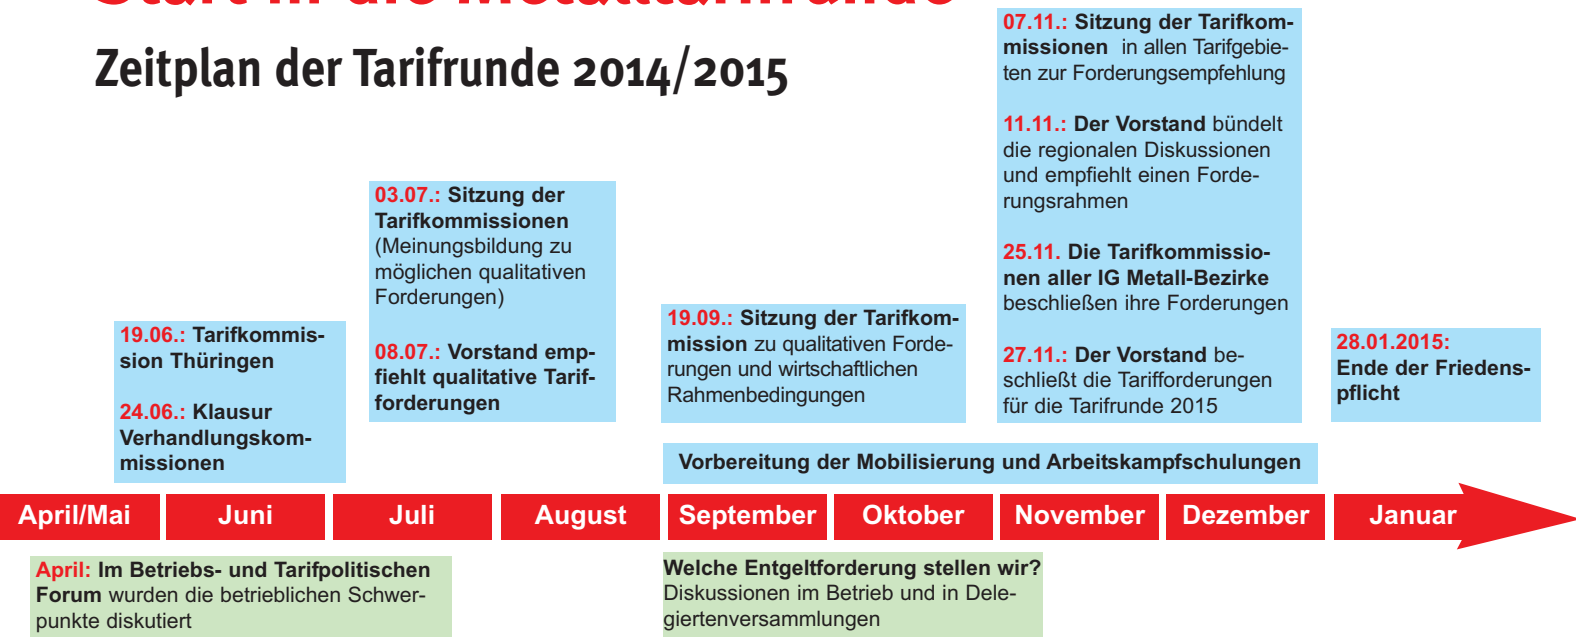 Start in die Metalltarifrunde
Zeitplan der Tarifrunde 2014/2015
19.06.: Tarifkommis-
sion Thüringen
24.06.: Klausur
Verhandlungskom-
missionen
03.07.: Sitzung der
Tarifkommissionen
(Meinungsbildung zu
möglichen qualitativen
Forderungen)
08.07.: Vorstand emp-
fiehlt qualitative Tarif-
forderungen
19.09.: Sitzung der Tarifkom-
mission zu qualitativen Forde-
rungen und wirtschaftlichen
Rahmenbedingungen
07.11.: Sitzung der Tarifkom-
missionen in allen Tarifgebie-
ten zur Forderungsempfehlung
11.11.: Der Vorstand bündelt
die regionalen Diskussionen
und empfiehlt einen Forde-
rungsrahmen
25.11. Die Tarifkommissio-
nen aller IG Metall-Bezirke
beschließen ihre Forderungen
27.11.: Der Vorstand be-
schließt die Tarifforderungen
für die Tarifrunde 2015
28.01.2015:
Ende der Friedens-
pflicht
Vorbereitung der Mobilisierung und Arbeitskampfschulungen
April/Mai Juni Juli August September Oktober November Dezember Januar
April: Im Betriebs- und Tarifpolitischen
Forum wurden die betrieblichen Schwer-
punkte diskutiert
Welche Entgeltforderung stellen wir?
Diskussionen im Betrieb und in Dele-
giertenversammlungen